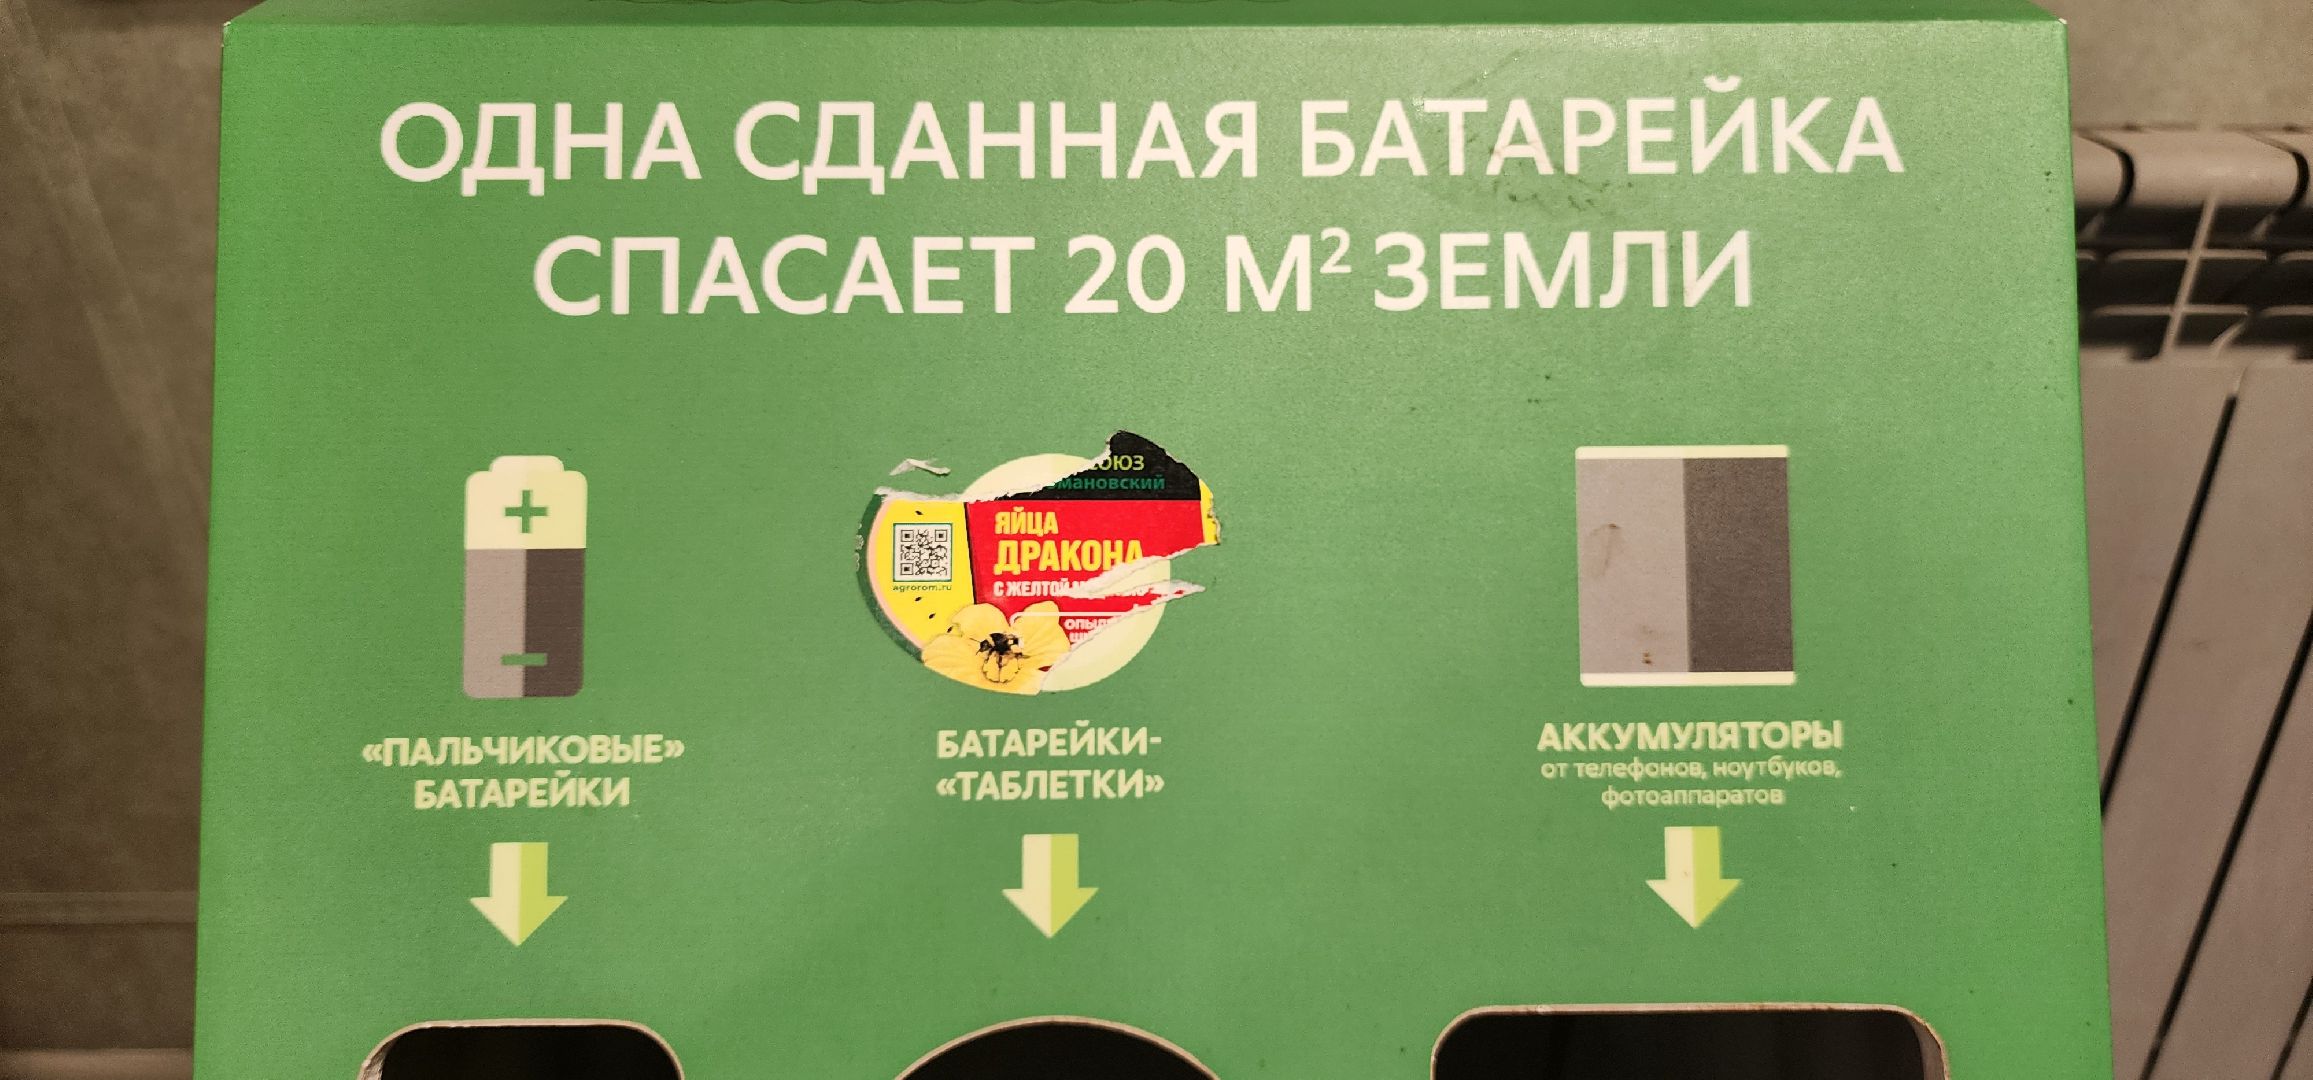 ОДНА СДАННАЯ БАТАРЕЙКА
СПАСАЕТ 20 М² ЗЕМЛИ
ЯЙЦА
ДРАКОНА
С ЖЕЛТОЙ
agrorom.ru
«ПАЛЬЧИКОВЫЕ»
БАТАРЕЙКИ
БАТАРЕЙКИ-
«ТАБЛЕТКИ»
АККУМУЛЯТОРЫ
от телефонов, ноутбуков,
фотоаппаратов